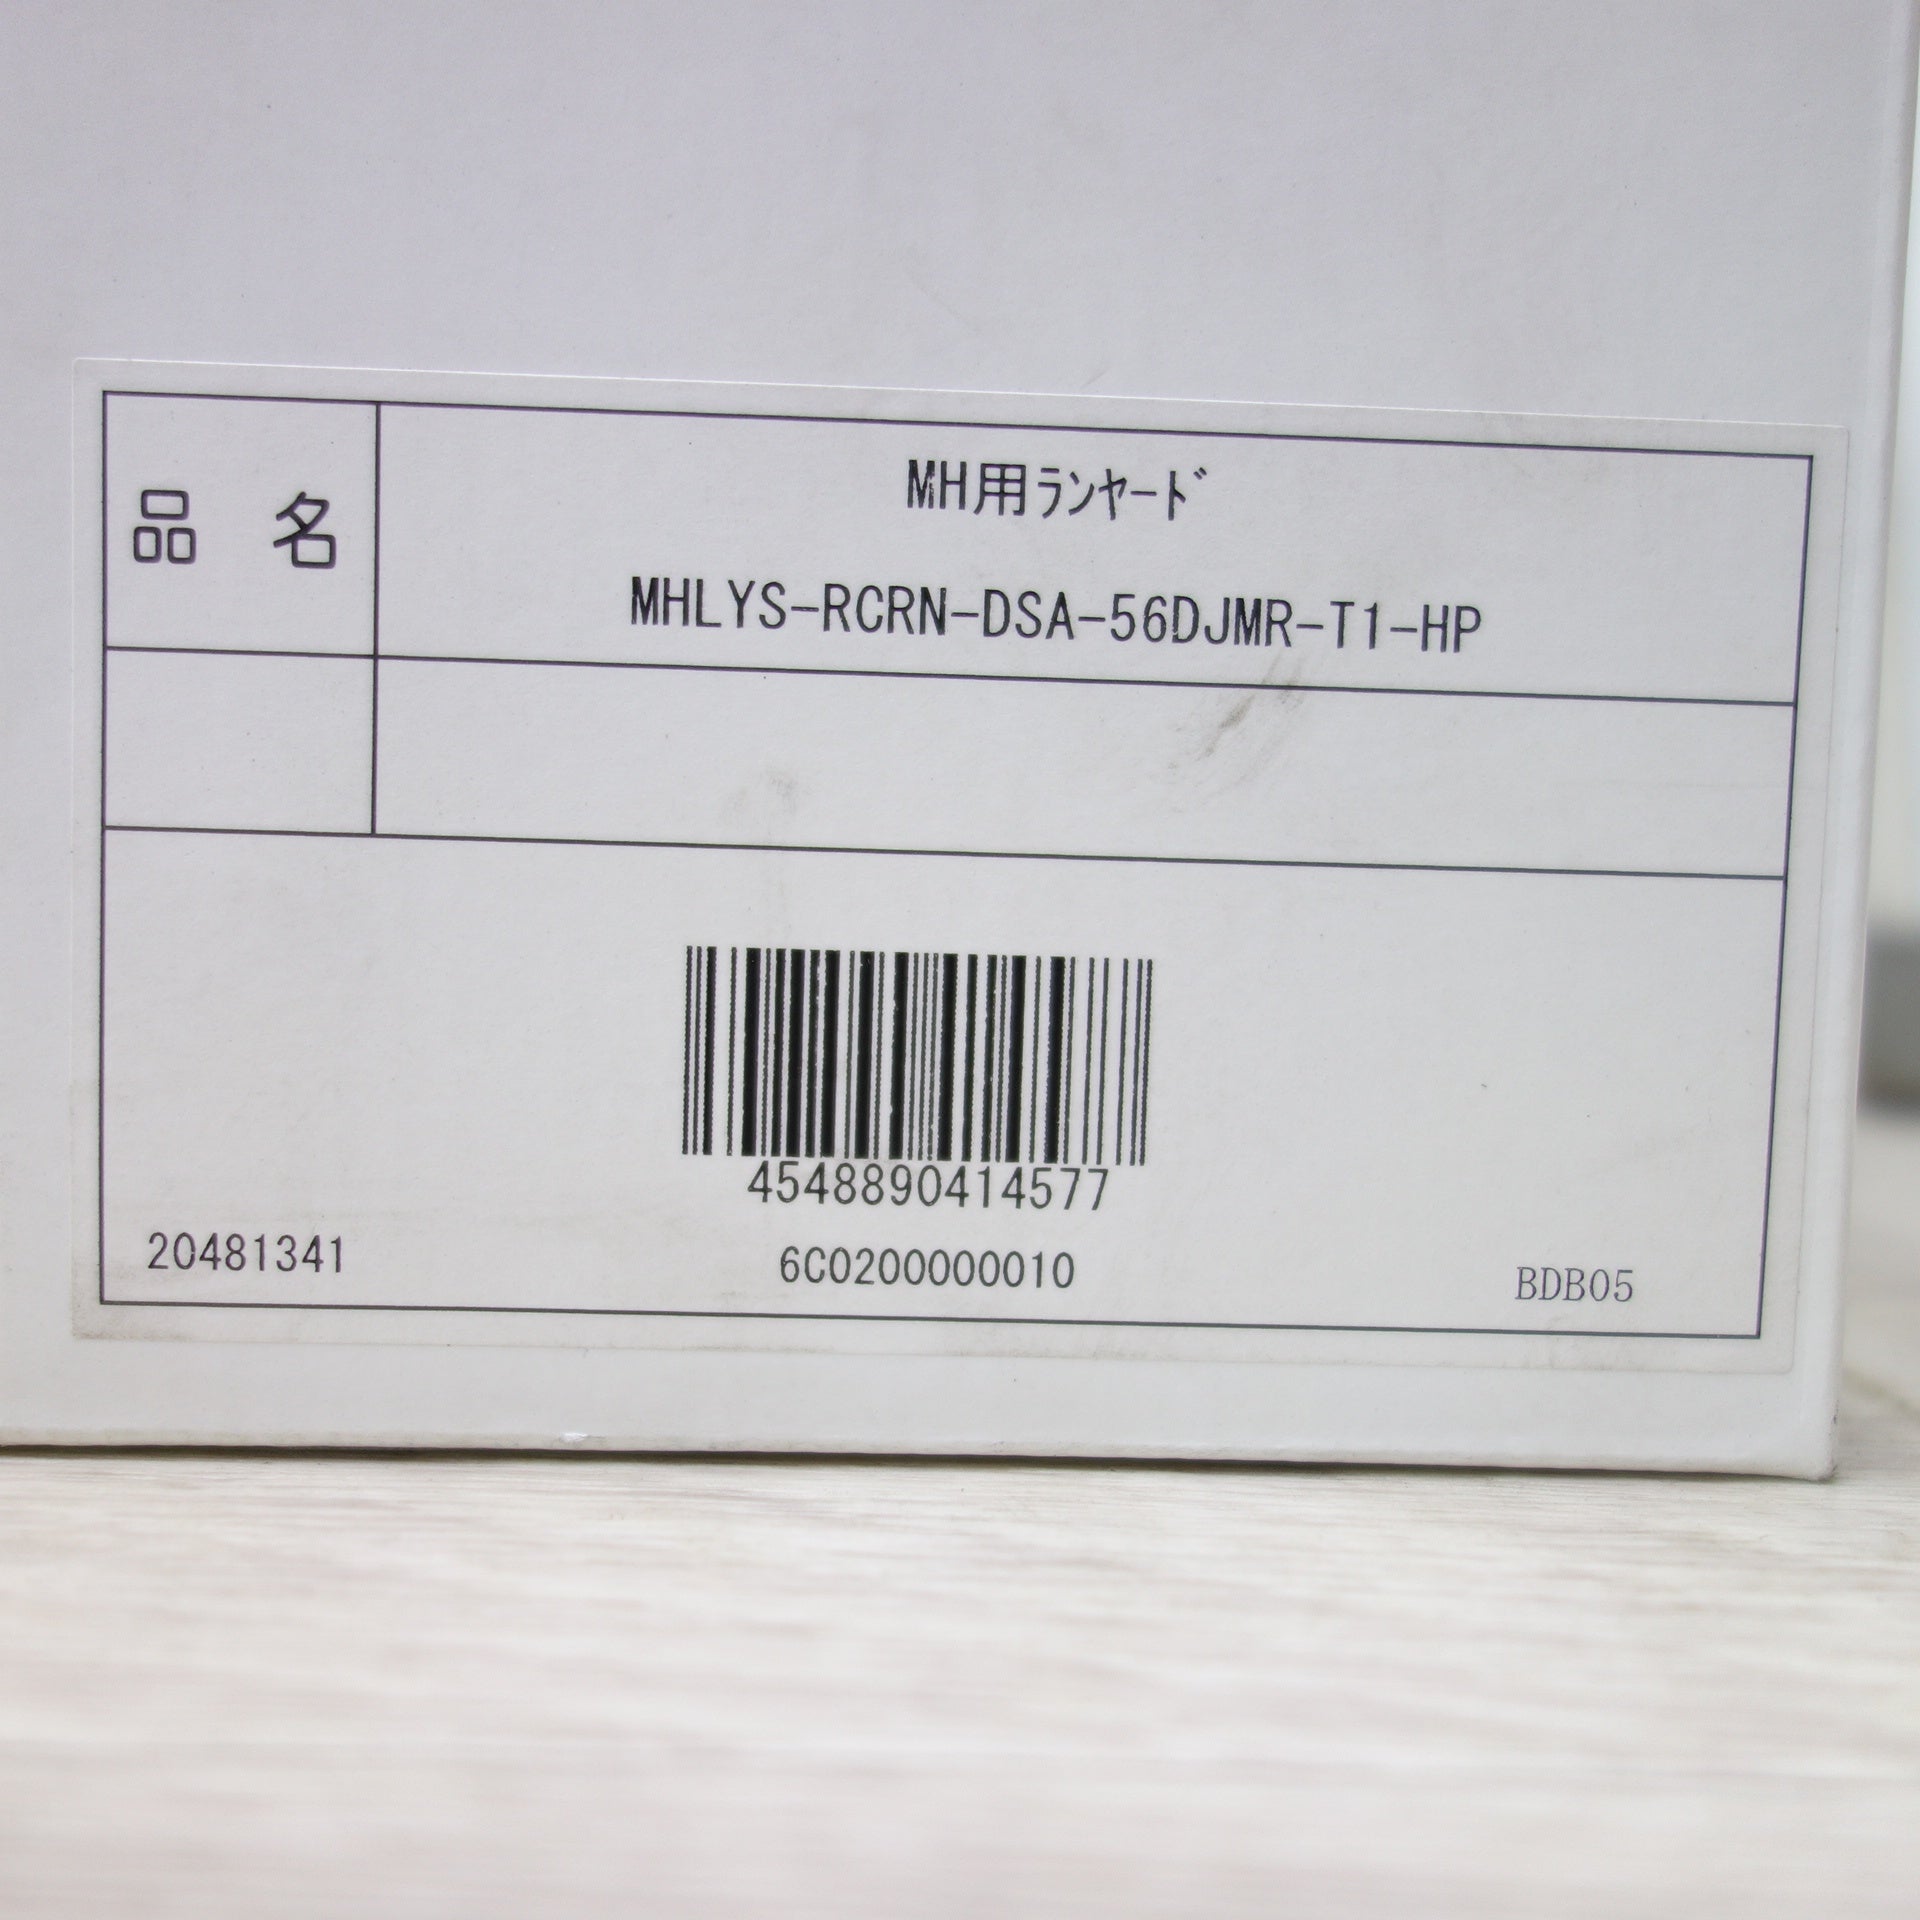 品 名
MH用ﾗﾝﾔｰﾄﾞ
MHLYS-RCRN-DSA-56DJMR-T1-HP
4548890414577
20481341
6C0200000010
BDB05